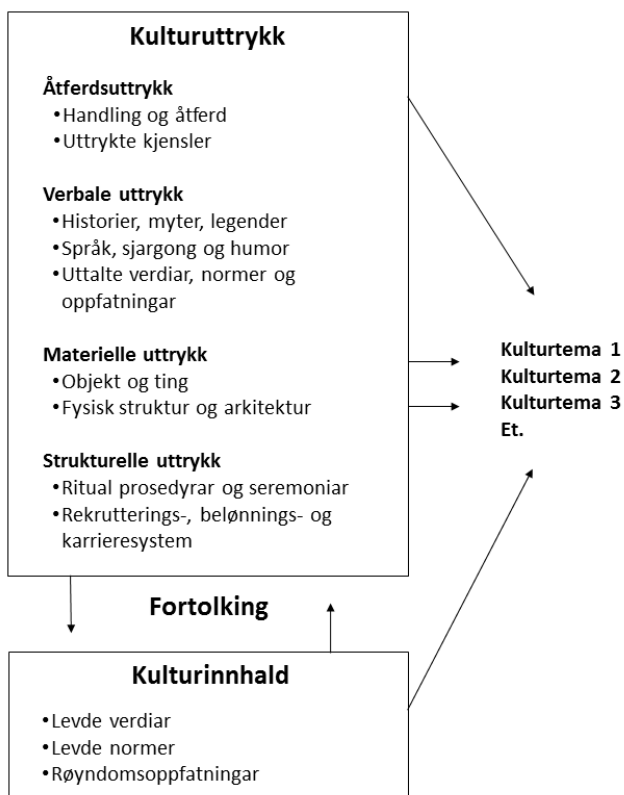 Kulturuttrykk
Åtferdsuttrykk
•Handling og åtferd
•Uttrykte kjensler
Verbale uttrykk
•Historier, myter, legender
•Språk, sjargong og humor
•Uttalte verdiar, normer og
oppfatningar
Materielle uttrykk
•Objekt og ting
•Fysisk struktur og arkitektur
Strukturelle uttrykk
•Ritual prosedyrar og seremoniar
•Rekrutterings-, belønnings- og
karrieresystem
Kulturtema 1
Kulturtema 2
Kulturtema 3
Et.
Fortolking
Kulturinnhald
•Levde verdiar
•Levde normer
•Røyndomsoppfatningar